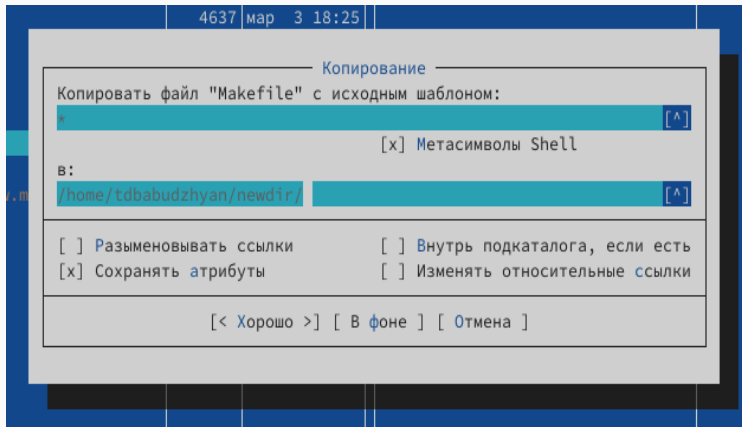 4637 мар 3 18:25
Копирование
Копировать файл "Makefile" с исходным шаблоном:
* [^]
[x] Метасимволы Shell
в:
/home/tdbabudzhyan/newdir/ [^]
[ ] Разыменовывать ссылки [ ] Внутрь подкаталога, если есть
[x] Сохранять атрибуты [ ] Изменять относительные ссылки
[< Хорошо >] [ В фоне ] [ Отмена ]